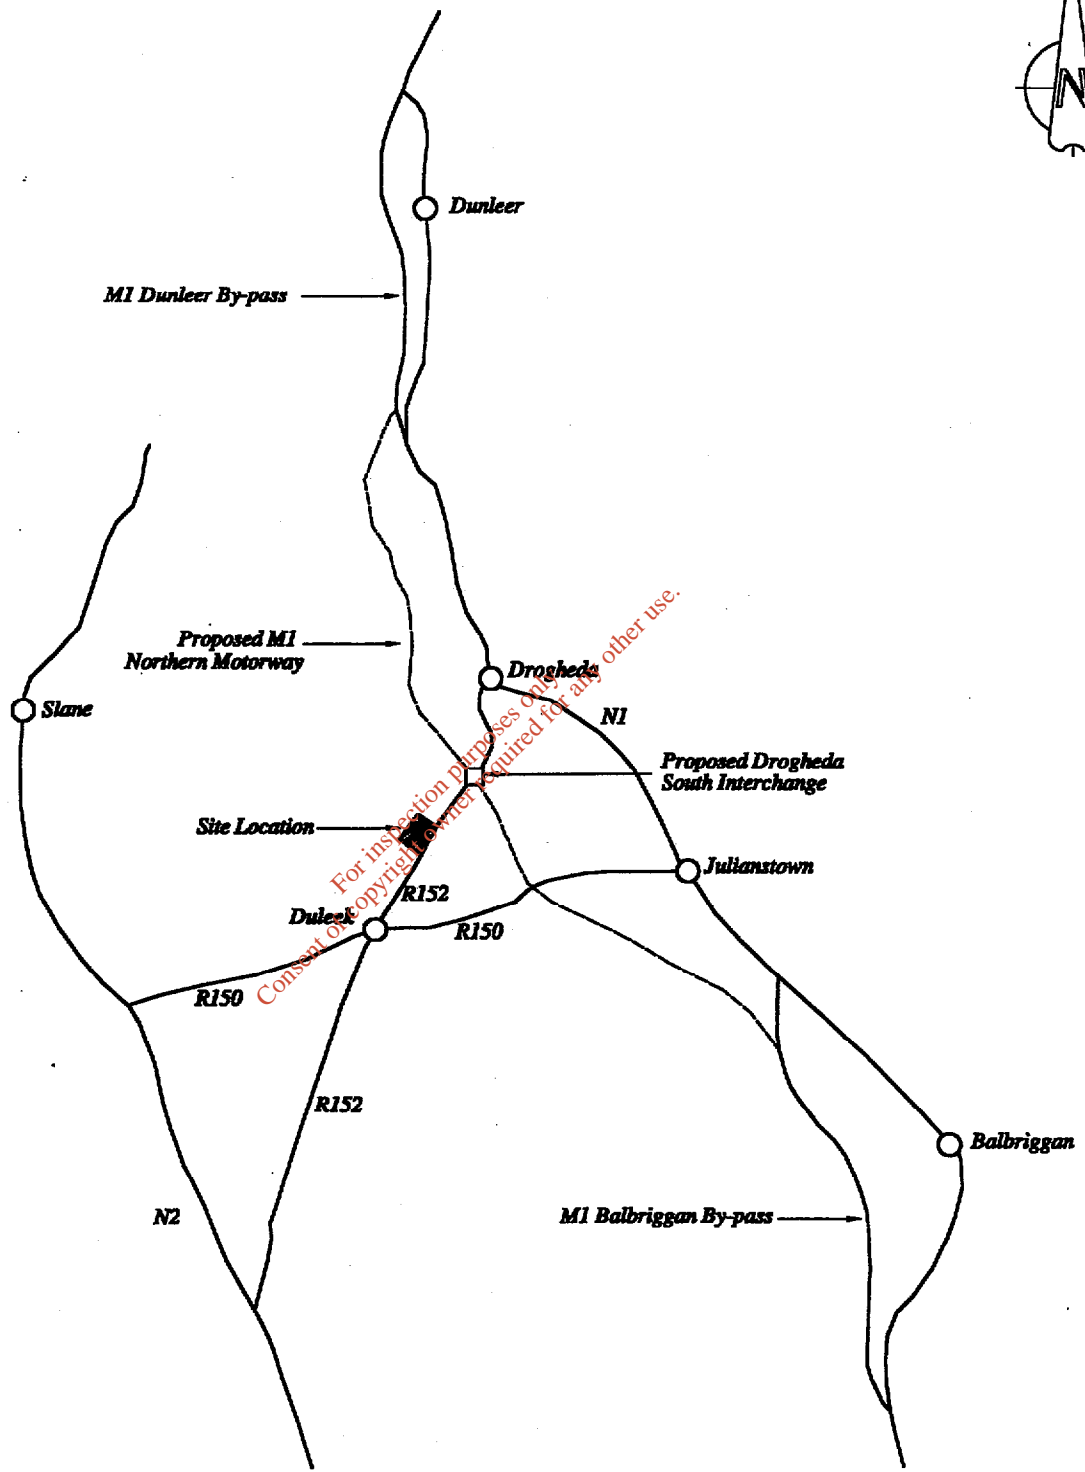 N
Dunleer
M1 Dunleer By-pass
Proposed M1
Northern Motorway
Drogheda
Slane
N1
Proposed Drogheda
South Interchange
Site Location
Julianstown
R152
Duleek
R150
R150
R152
Balbriggan
N2
M1 Balbriggan By-pass
For inspection purposes only.
Consent of copyright owner required for any other use.